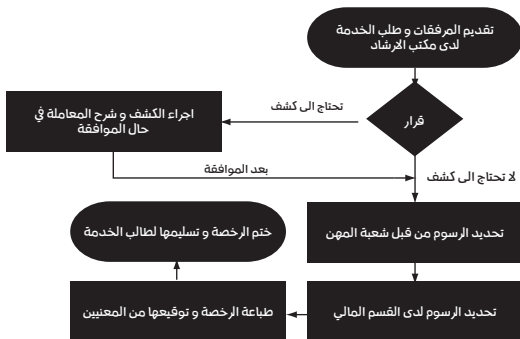 تقديم المرفقات و طلب الخدمة
لدى مكتب الارشاد
قرار
تحتاج الى كشف
اجراء الكشف و شرح المعاملة في
حال الموافقة
بعد الموافقة
لا تحتاج الى كشف
تحديد الرسوم من قبل شعبة المهن
تحديد الرسوم لدى القسم المالي
طباعة الرخصة و توقيعها من المعنيين
ختم الرخصة و تسليمها لطالب الخدمة